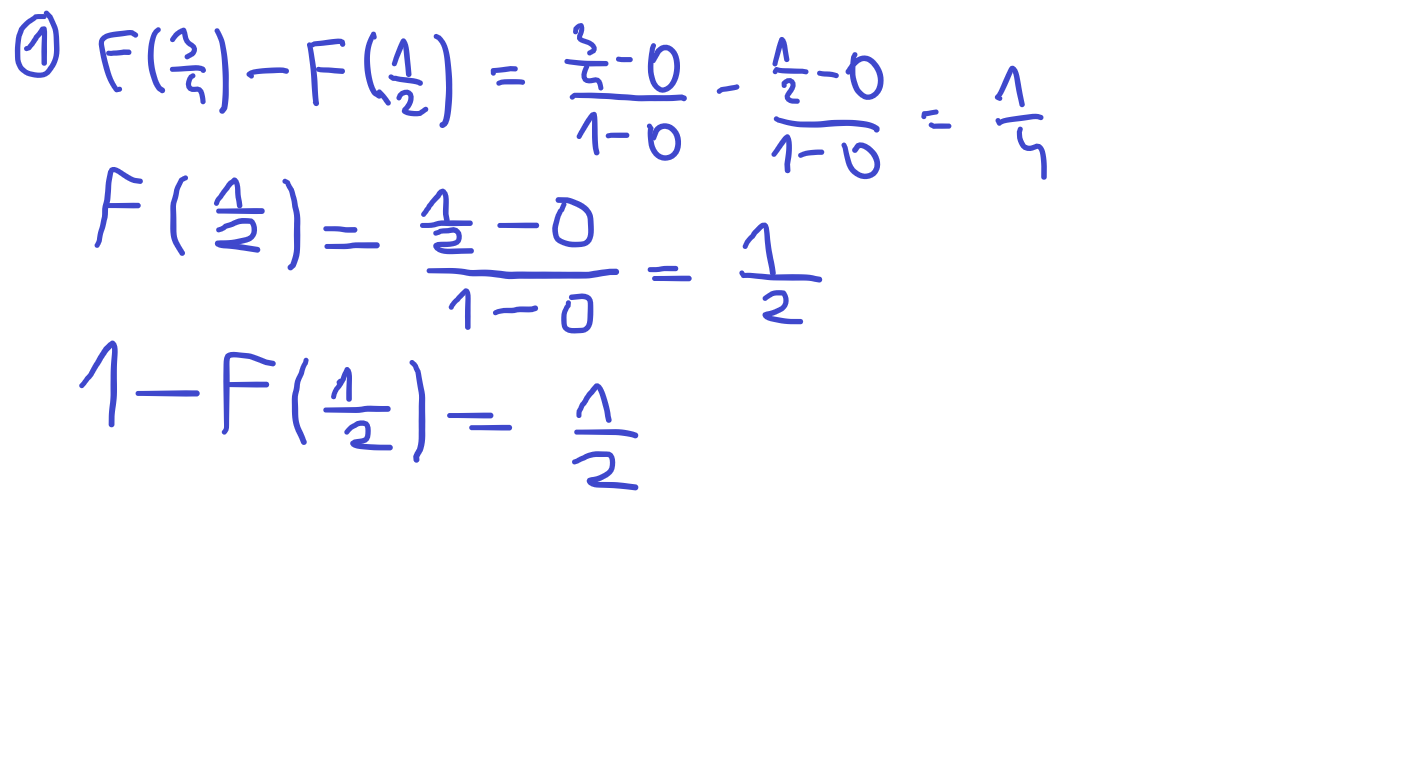 ① F(3/4) - F(1/2) = (3/4 - 0)/(1 - 0) - (1/2 - 0)/(1 - 0) = 1/4
F(1/2) = (1/2 - 0)/(1 - 0) = 1/2
1 - F(1/2) = 1/2